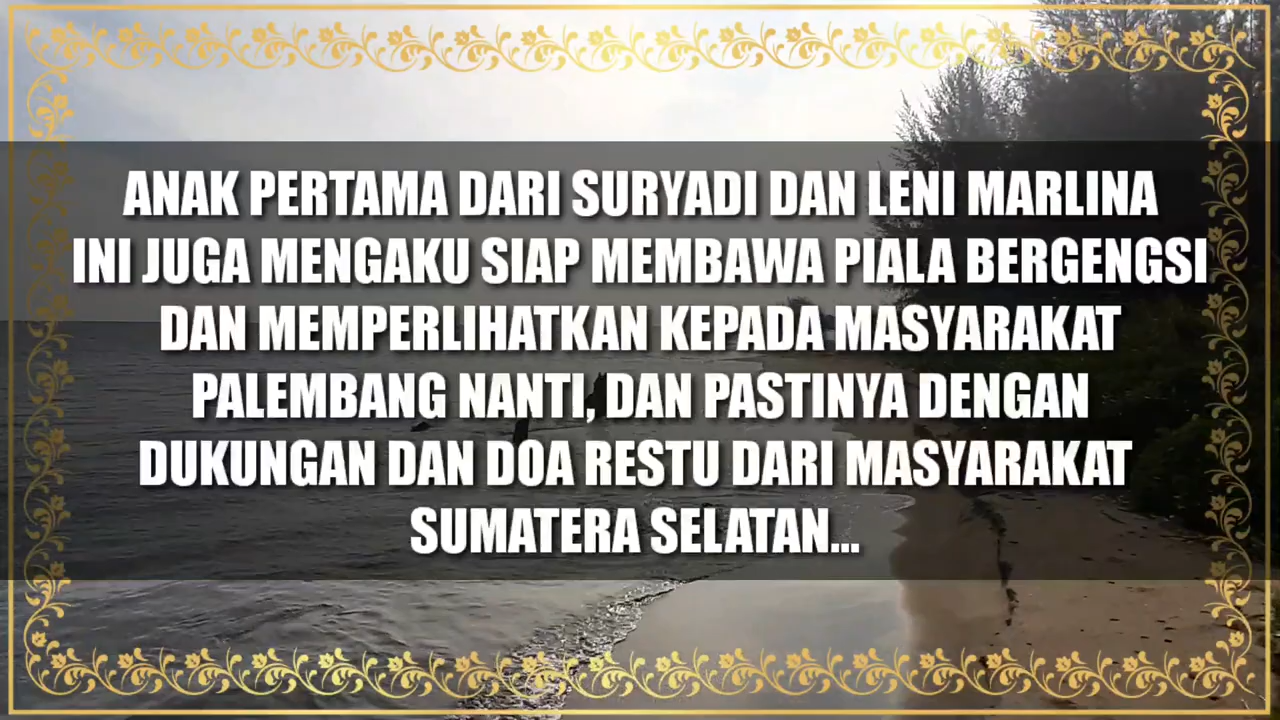 ANAK PERTAMA DARI SURYADI DAN LENI MARLINA
INI JUGA MENGAKU SIAP MEMBAWA PIALA BERGENGSI
DAN MEMPERLIHATKAN KEPADA MASYARAKAT
PALEMBANG NANTI, DAN PASTINYA DENGAN
DUKUNGAN DAN DOA RESTU DARI MASYARAKAT
SUMATERA SELATAN...